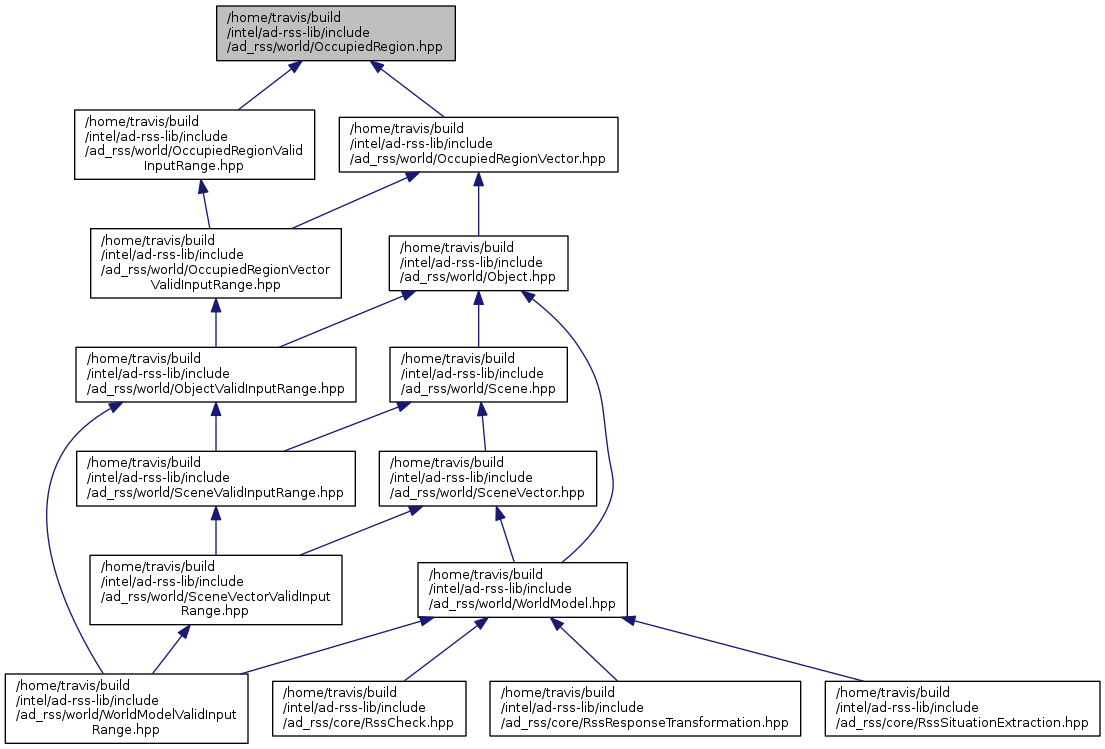 /home/travis/build
/intel/ad-rss-lib/include
/ad_rss/world/OccupiedRegion.hpp
/home/travis/build
/intel/ad-rss-lib/include
/ad_rss/world/OccupiedRegionValid
InputRange.hpp
/home/travis/build
/intel/ad-rss-lib/include
/ad_rss/world/OccupiedRegionVector.hpp
/home/travis/build
/intel/ad-rss-lib/include
/ad_rss/world/OccupiedRegionVector
ValidInputRange.hpp
/home/travis/build
/intel/ad-rss-lib/include
/ad_rss/world/Object.hpp
/home/travis/build
/intel/ad-rss-lib/include
/ad_rss/world/ObjectValidInputRange.hpp
/home/travis/build
/intel/ad-rss-lib/include
/ad_rss/world/Scene.hpp
/home/travis/build
/intel/ad-rss-lib/include
/ad_rss/world/SceneValidInputRange.hpp
/home/travis/build
/intel/ad-rss-lib/include
/ad_rss/world/SceneVector.hpp
/home/travis/build
/intel/ad-rss-lib/include
/ad_rss/world/SceneVectorValidInput
Range.hpp
/home/travis/build
/intel/ad-rss-lib/include
/ad_rss/world/WorldModel.hpp
/home/travis/build
/intel/ad-rss-lib/include
/ad_rss/world/WorldModelValidInput
Range.hpp
/home/travis/build
/intel/ad-rss-lib/include
/ad_rss/core/RssCheck.hpp
/home/travis/build
/intel/ad-rss-lib/include
/ad_rss/core/RssResponseTransformation.hpp
/home/travis/build
/intel/ad-rss-lib/include
/ad_rss/core/RssSituationExtraction.hpp